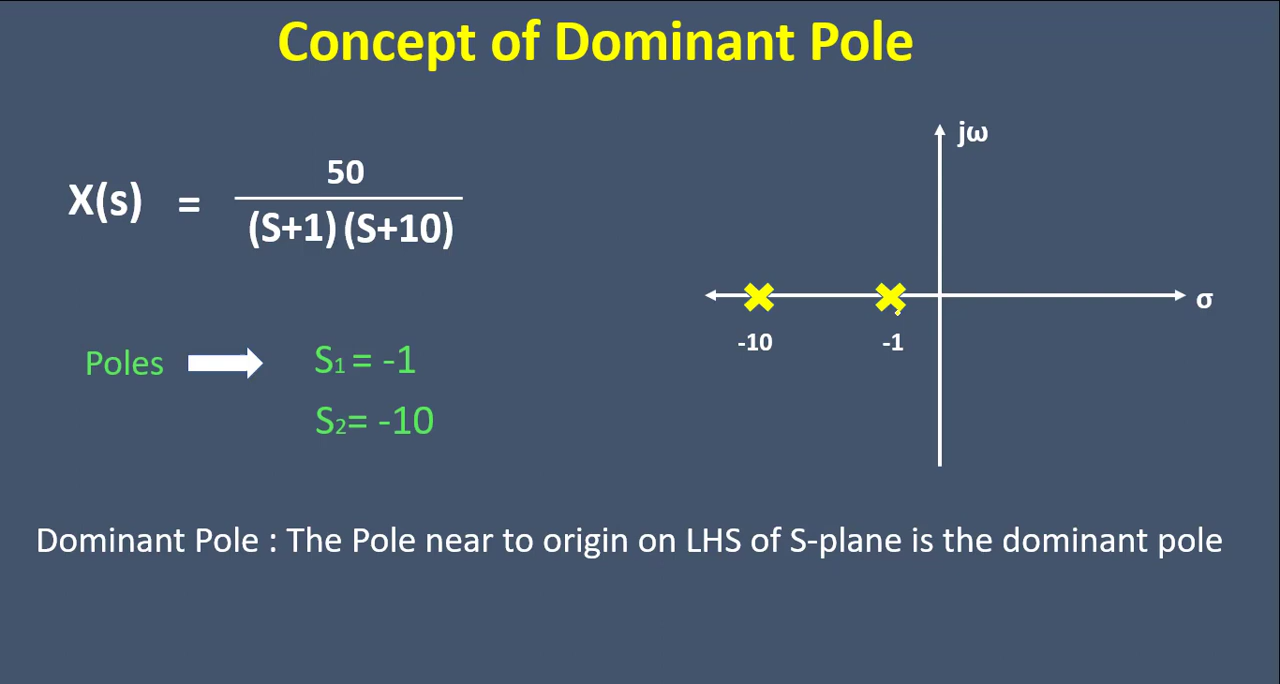 Concept of Dominant Pole
X(s) = 50
(S+1) (S+10)
jω
σ
-10
-1
Poles
S1 = -1
S2= -10
Dominant Pole : The Pole near to origin on LHS of S-plane is the dominant pole